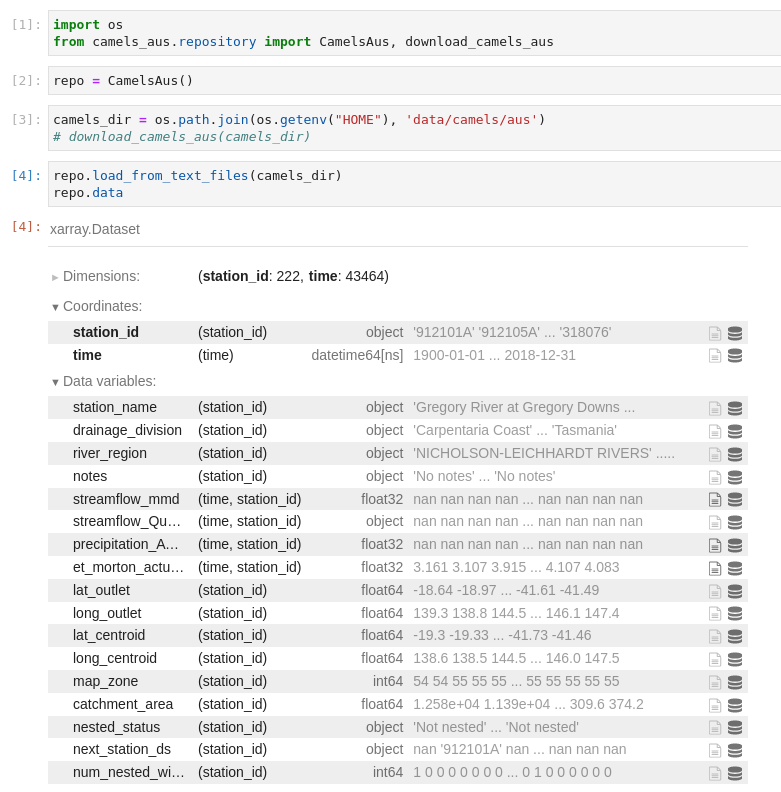 [1]: import os
from camels_aus.repository import CamelsAus, download_camels_aus
[2]: repo = CamelsAus()
[3]: camels_dir = os.path.join(os.getenv("HOME"), 'data/camels/aus')
# download_camels_aus(camels_dir)
[4]: repo.load_from_text_files(camels_dir)
repo.data
[4]: xarray.Dataset
► Dimensions: (station_id: 222, time: 43464)
▼ Coordinates:
station_id (station_id) object '912101A' '912105A' ... '318076'
time (time) datetime64[ns] 1900-01-01 ... 2018-12-31
▼ Data variables:
station_name (station_id) object 'Gregory River at Gregory Downs ...
drainage_division (station_id) object 'Carpentaria Coast' ... 'Tasmania'
river_region (station_id) object 'NICHOLSON-LEICHHARDT RIVERS' .....
notes (station_id) object 'No notes' ... 'No notes'
streamflow_mmd (time, station_id) float32 nan nan nan nan ... nan nan nan nan
streamflow_Qu… (time, station_id) object nan nan nan nan ... nan nan nan nan
precipitation_A… (time, station_id) float32 nan nan nan nan ... nan nan nan nan
et_morton_actu… (time, station_id) float32 3.161 3.107 3.915 ... 4.107 4.083
lat_outlet (station_id) float64 -18.64 -18.97 ... -41.61 -41.49
long_outlet (station_id) float64 139.3 138.8 144.5 ... 146.1 147.4
lat_centroid (station_id) float64 -19.3 -19.33 ... -41.73 -41.46
long_centroid (station_id) float64 138.6 138.5 144.5 ... 146.0 147.5
map_zone (station_id) int64 54 54 55 55 55 ... 55 55 55 55 55
catchment_area (station_id) float64 1.258e+04 1.139e+04 ... 309.6 374.2
nested_status (station_id) object 'Not nested' ... 'Not nested'
next_station_ds (station_id) object nan '912101A' nan ... nan nan nan
num_nested_wi… (station_id) int64 1 0 0 0 0 0 0 0 ... 0 1 0 0 0 0 0 0